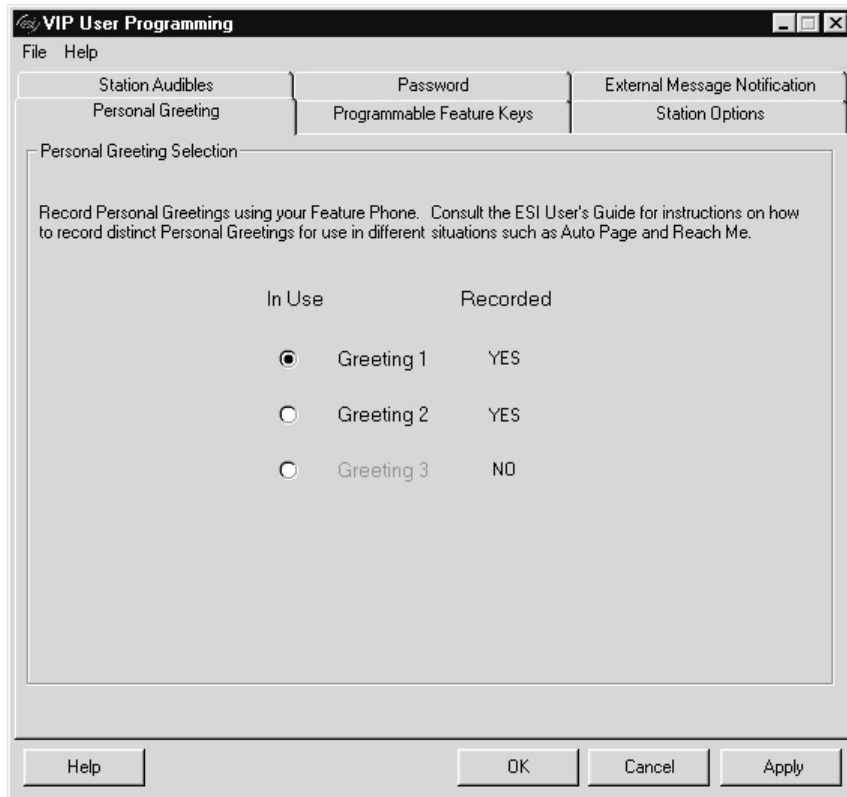 VIP User Programming
File Help
Station Audibles Password External Message Notification
Personal Greeting Programmable Feature Keys Station Options
Personal Greeting Selection
Record Personal Greetings using your Feature Phone. Consult the ESI User's Guide for instructions on how
to record distinct Personal Greetings for use in different situations such as Auto Page and Reach Me.
In Use Recorded
Greeting 1 YES
Greeting 2 YES
Greeting 3 NO
Help OK Cancel Apply